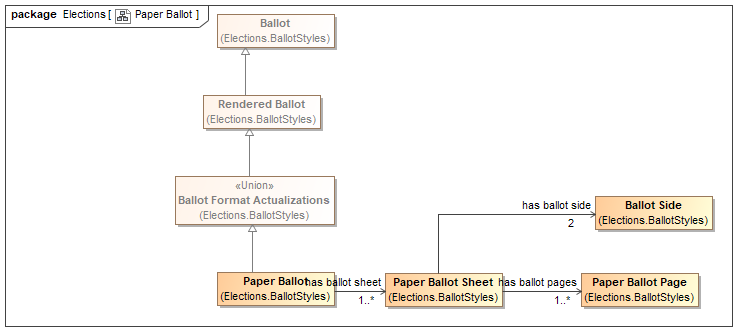 package Elections [ Paper Ballot ]
Ballot
(Elections.BallotStyles)
Rendered Ballot
(Elections.BallotStyles)
«Union»
Ballot Format Actualizations
(Elections.BallotStyles)
has ballot side
2
Ballot Side
(Elections.BallotStyles)
Paper Ballot
(Elections.BallotStyles)
has ballot sheet
1..*
Paper Ballot Sheet
(Elections.BallotStyles)
has ballot pages
1..*
Paper Ballot Page
(Elections.BallotStyles)